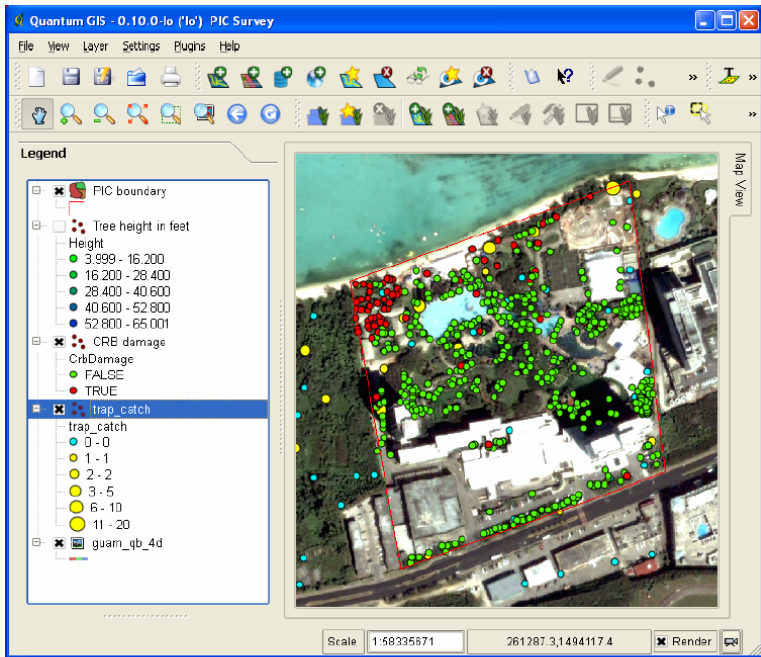 Quantum GIS - 0.10.0-Io ('Io') PIC Survey
File View Layer Settings Plugins Help
Legend
Map View
PIC boundary
Tree height in feet
Height
3.999 - 16.200
16.200 - 28.400
28.400 - 40.600
40.600 - 52.800
52.800 - 65.001
CRB damage
CrbDamage
FALSE
TRUE
trap_catch
trap_catch
0 - 0
1 - 1
2 - 2
3 - 5
6 - 10
11 - 20
guam_qb_4d
Scale 1:58335671 261287.3,1494117.4 Render